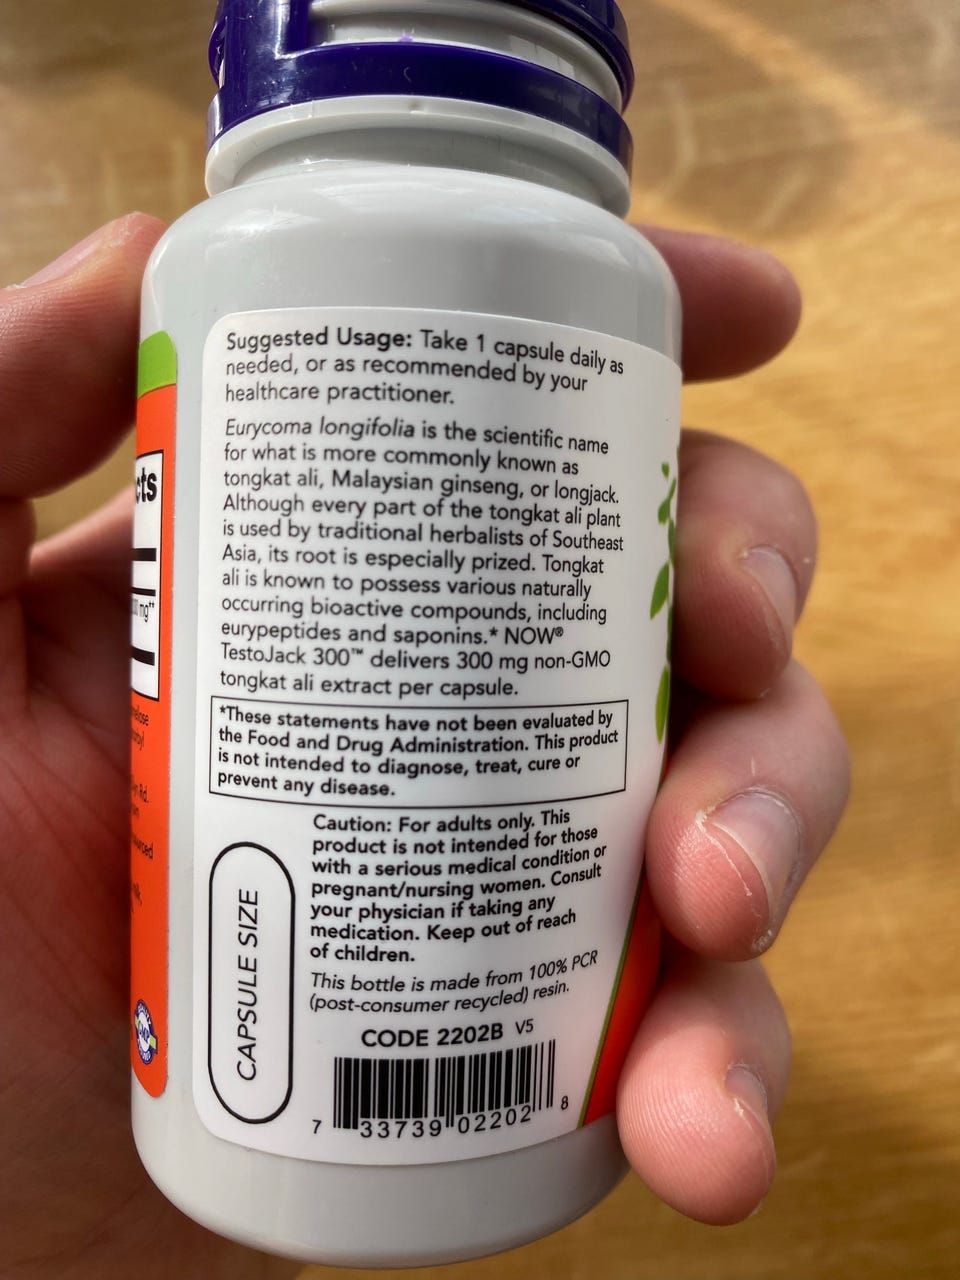 Suggested Usage: Take 1 capsule daily as
needed, or as recommended by your
healthcare practitioner.
Eurycoma longifolia is the scientific name
for what is more commonly known as
tongkat ali, Malaysian ginseng, or longjack.
Although every part of the tongkat ali plant
is used by traditional herbalists of Southeast
Asia, its root is especially prized. Tongkat
ali is known to possess various naturally
occurring bioactive compounds, including
eurypeptides and saponins.* NOW®
TestoJack 300™ delivers 300 mg non-GMO
tongkat ali extract per capsule.
*These statements have not been evaluated by
the Food and Drug Administration. This product
is not intended to diagnose, treat, cure or
prevent any disease.
Caution: For adults only. This
product is not intended for those
with a serious medical condition or
pregnant/nursing women. Consult
your physician if taking any
medication. Keep out of reach
of children.
This bottle is made from 100% PCR
(post-consumer recycled) resin.
CAPSULE SIZE
CODE 2202B V5
7 33739 02202 8
cts
mg**
Rd.